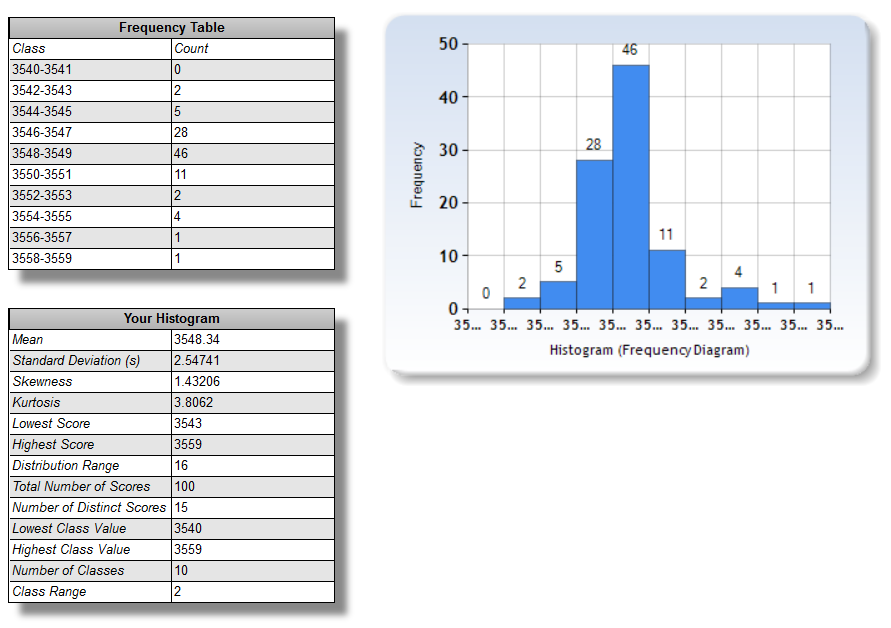 Frequency Table
Class Count
3540-3541 0
3542-3543 2
3544-3545 5
3546-3547 28
3548-3549 46
3550-3551 11
3552-3553 2
3554-3555 4
3556-3557 1
3558-3559 1
Your Histogram
Mean 3548.34
Standard Deviation (s) 2.54741
Skewness 1.43206
Kurtosis 3.8062
Lowest Score 3543
Highest Score 3559
Distribution Range 16
Total Number of Scores 100
Number of Distinct Scores 15
Lowest Class Value 3540
Highest Class Value 3559
Number of Classes 10
Class Range 2
Frequency
50
40
30
20
10
0
0 2 5 28 46 11 2 4 1 1
35... 35... 35... 35... 35... 35... 35... 35... 35... 35... 35...
Histogram (Frequency Diagram)